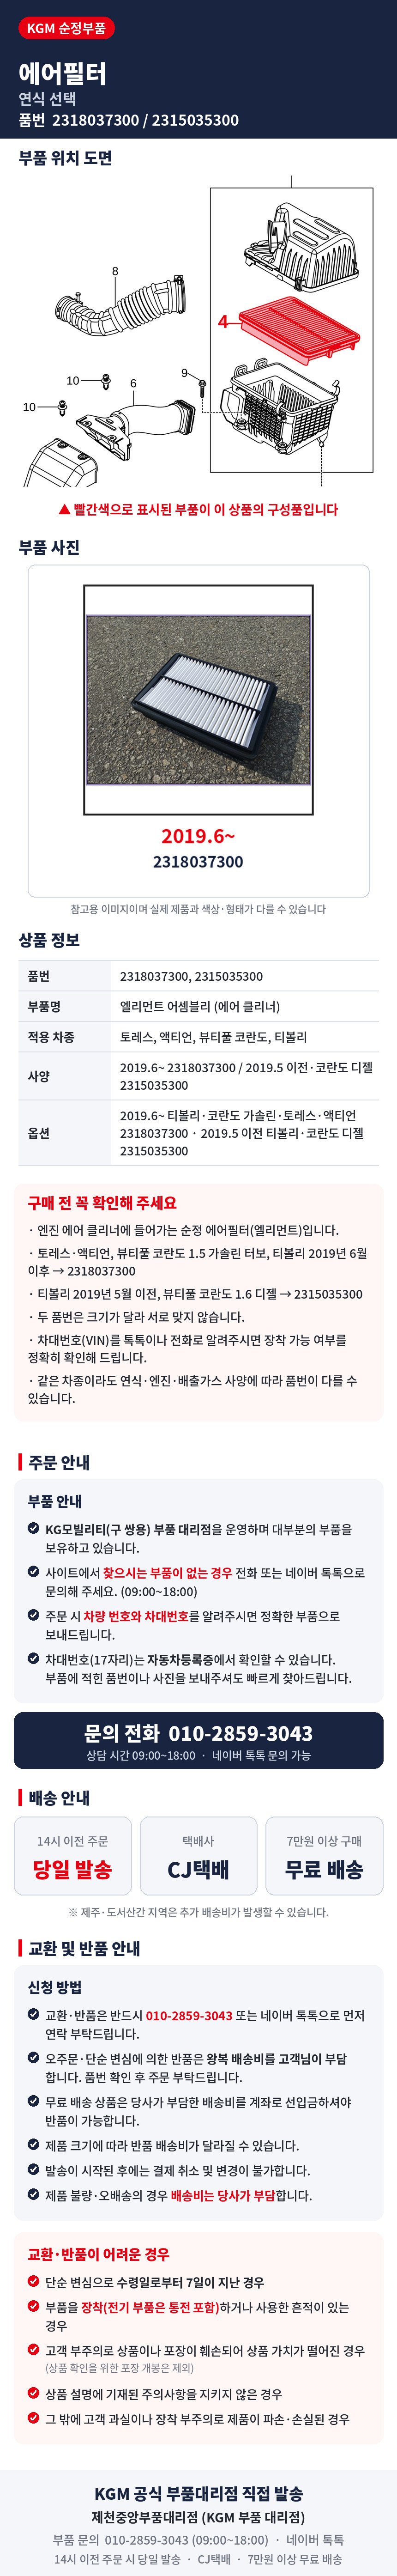 KGM 순정부품
에어필터
연식 선택
품번 2318037300 / 2315035300
부품 위치 도면
8
4
9
10
6
10
▲ 빨간색으로 표시된 부품이 이 상품의 구성품입니다
부품 사진
2019.6~
2318037300
참고용 이미지이며 실제 제품과 색상·형태가 다를 수 있습니다
상품 정보
품번 2318037300, 2315035300
부품명 엘리먼트 어셈블리 (에어 클리너)
적용 차종 토레스, 액티언, 뷰티풀 코란도, 티볼리
사양 2019.6~ 2318037300 / 2019.5 이전·코란도 디젤
2315035300
옵션 2019.6~ 티볼리·코란도 가솔린·토레스·액티언
2318037300 · 2019.5 이전 티볼리·코란도 디젤
2315035300
구매 전 꼭 확인해 주세요
· 엔진 에어 클리너에 들어가는 순정 에어필터(엘리먼트)입니다.
· 토레스·액티언, 뷰티풀 코란도 1.5 가솔린 터보, 티볼리 2019년 6월
이후 → 2318037300
· 티볼리 2019년 5월 이전, 뷰티풀 코란도 1.6 디젤 → 2315035300
· 두 품번은 크기가 달라 서로 맞지 않습니다.
· 차대번호(VIN)를 톡톡이나 전화로 알려주시면 장착 가능 여부를
정확히 확인해 드립니다.
· 같은 차종이라도 연식·엔진·배출가스 사양에 따라 품번이 다를 수
있습니다.
주문 안내
부품 안내
KG모빌리티(구 쌍용) 부품 대리점을 운영하며 대부분의 부품을
보유하고 있습니다.
사이트에서 찾으시는 부품이 없는 경우 전화 또는 네이버 톡톡으로
문의해 주세요. (09:00~18:00)
주문 시 차량 번호와 차대번호를 알려주시면 정확한 부품으로
보내드립니다.
차대번호(17자리)는 자동차등록증에서 확인할 수 있습니다.
부품에 적힌 품번이나 사진을 보내주셔도 빠르게 찾아드립니다.
문의 전화 010-2859-3043
상담 시간 09:00~18:00 · 네이버 톡톡 문의 가능
배송 안내
14시 이전 주문
당일 발송
택배사
CJ택배
7만원 이상 구매
무료 배송
※ 제주·도서산간 지역은 추가 배송비가 발생할 수 있습니다.
교환 및 반품 안내
신청 방법
교환·반품은 반드시 010-2859-3043 또는 네이버 톡톡으로 먼저
연락 부탁드립니다.
오주문·단순 변심에 의한 반품은 왕복 배송비를 고객님이 부담
합니다. 품번 확인 후 주문 부탁드립니다.
무료 배송 상품은 당사가 부담한 배송비를 계좌로 선입금하셔야
반품이 가능합니다.
제품 크기에 따라 반품 배송비가 달라질 수 있습니다.
발송이 시작된 후에는 결제 취소 및 변경이 불가합니다.
제품 불량·오배송의 경우 배송비는 당사가 부담합니다.
교환·반품이 어려운 경우
단순 변심으로 수령일로부터 7일이 지난 경우
부품을 장착(전기 부품은 통전 포함)하거나 사용한 흔적이 있는
경우
고객 부주의로 상품이나 포장이 훼손되어 상품 가치가 떨어진 경우
(상품 확인을 위한 포장 개봉은 제외)
상품 설명에 기재된 주의사항을 지키지 않은 경우
그 밖에 고객 과실이나 장착 부주의로 제품이 파손·손실된 경우
KGM 공식 부품대리점 직접 발송
제천중앙부품대리점 (KGM 부품 대리점)
부품 문의 010-2859-3043 (09:00~18:00) · 네이버 톡톡
14시 이전 주문 시 당일 발송 · CJ택배 · 7만원 이상 무료 배송